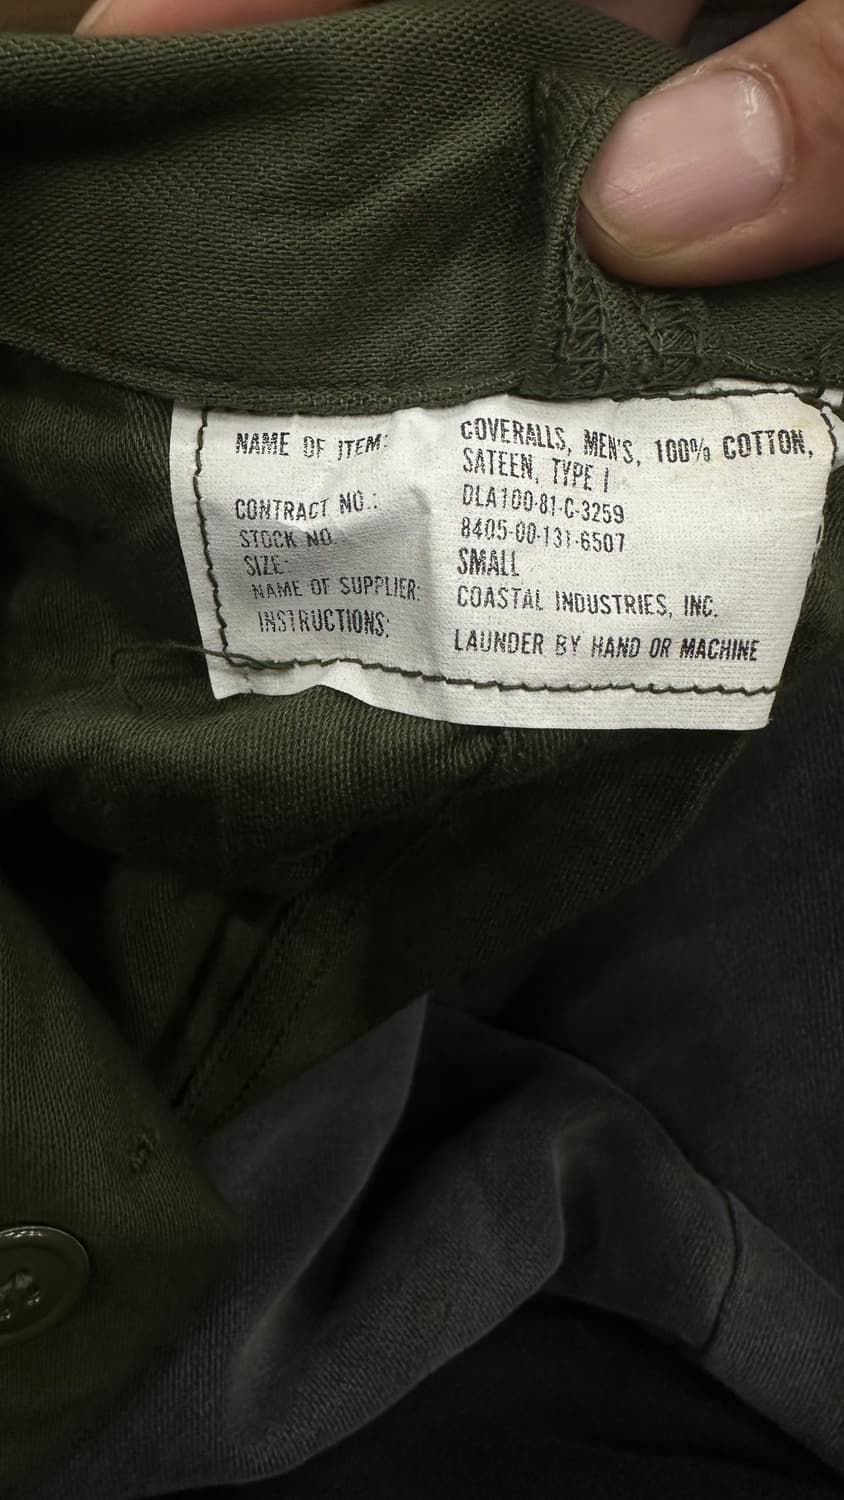 NAME OF ITEM: COVERALLS, MEN'S, 100% COTTON,
SATEEN, TYPE I
CONTRACT NO.: DLA100-81-C-3259
STOCK NO. 8405-00-131-6507
SIZE: SMALL
NAME OF SUPPLIER: COASTAL INDUSTRIES, INC.
INSTRUCTIONS: LAUNDER BY HAND OR MACHINE